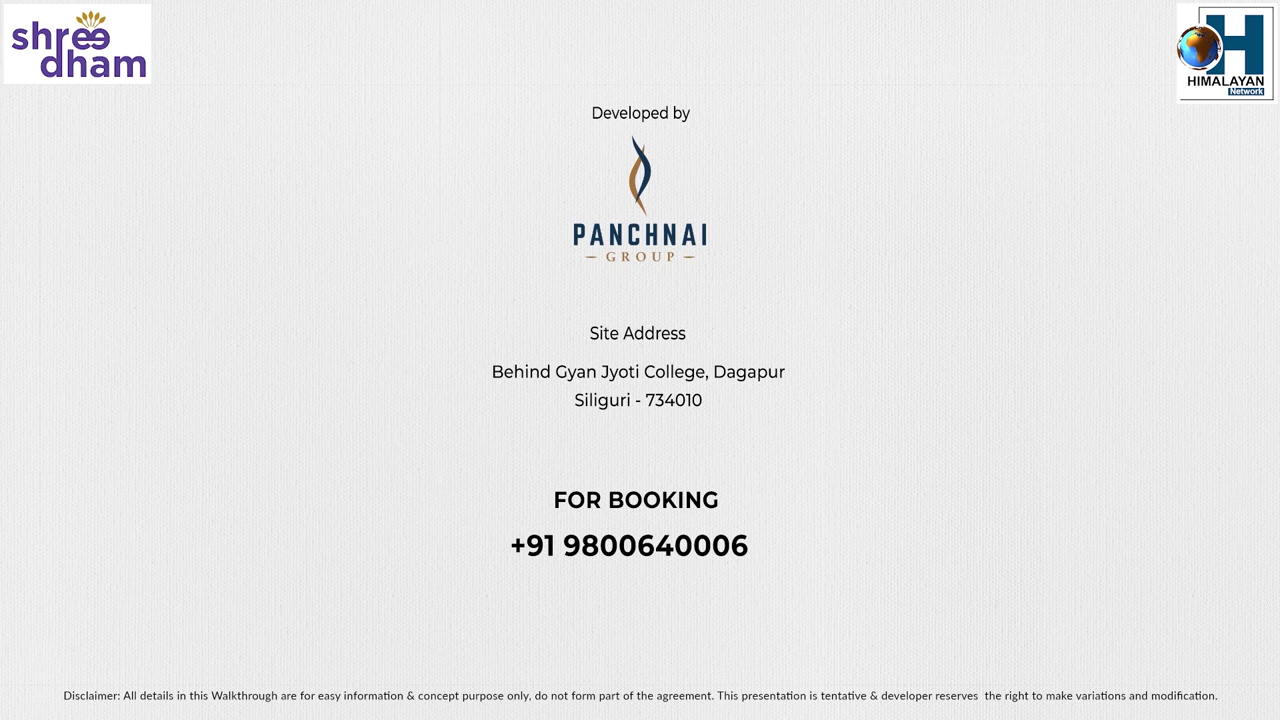 shree
dham
H
HIMALAYAN
Network
Developed by
PANCHNAI
GROUP
Site Address
Behind Gyan Jyoti College, Dagapur
Siliguri - 734010
FOR BOOKING
+91 9800640006
Disclaimer: All details in this Walkthrough are for easy information & concept purpose only, do not form part of the agreement. This presentation is tentative & developer reserves the right to make variations and modification.